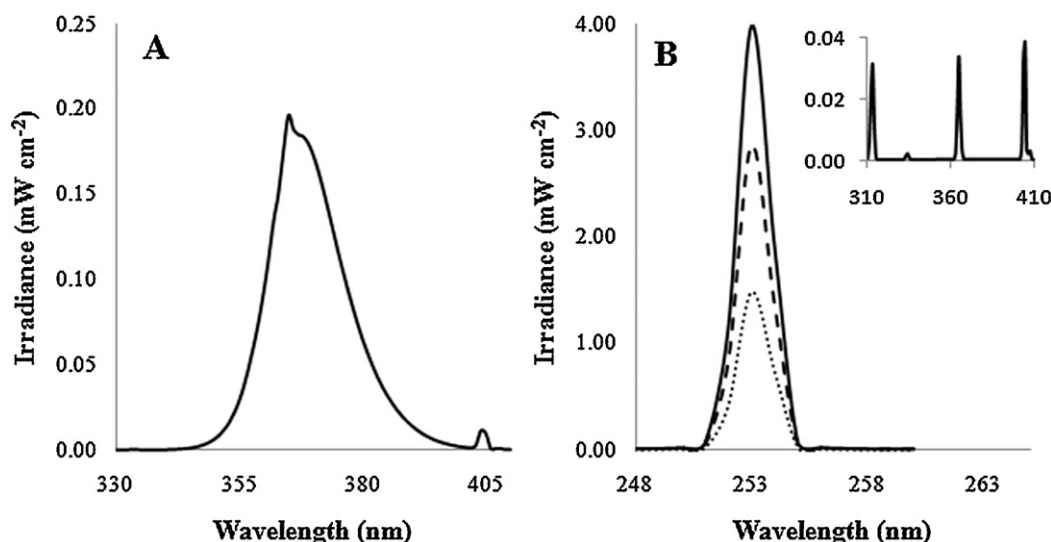 A
Irradiance (mW cm-2)
0.25
0.20
0.15
0.10
0.05
0.00
330 355 380 405
Wavelength (nm)
B
Irradiance (mW cm-2)
4.00
3.00
2.00
1.00
0.00
248 253 258 263
Wavelength (nm)
0.04
0.02
0.00
310 360 410